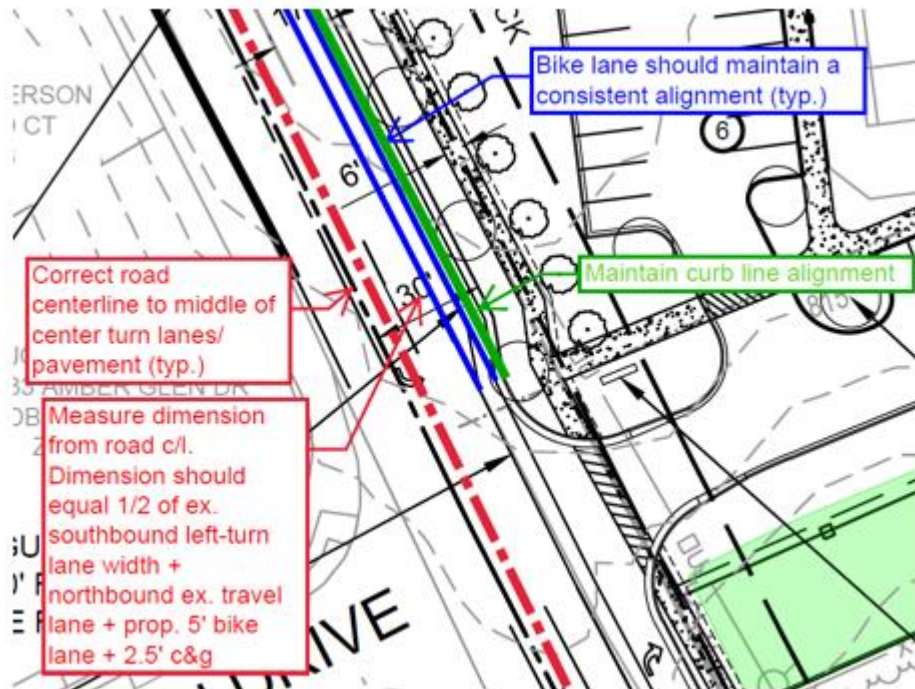 Bike lane should maintain a
consistent alignment (typ.)
ERSON
CT
6
6'
Maintain curb line alignment
Correct road
centerline to middle of
center turn lanes/
pavement (typ.)
30'
815
AMBER GLEN DR
Measure dimension
from road c/l.
Dimension should
equal 1/2 of ex.
southbound left-turn
lane width +
northbound ex. travel
lane + prop. 5' bike
lane + 2.5' c&g
DRIVE